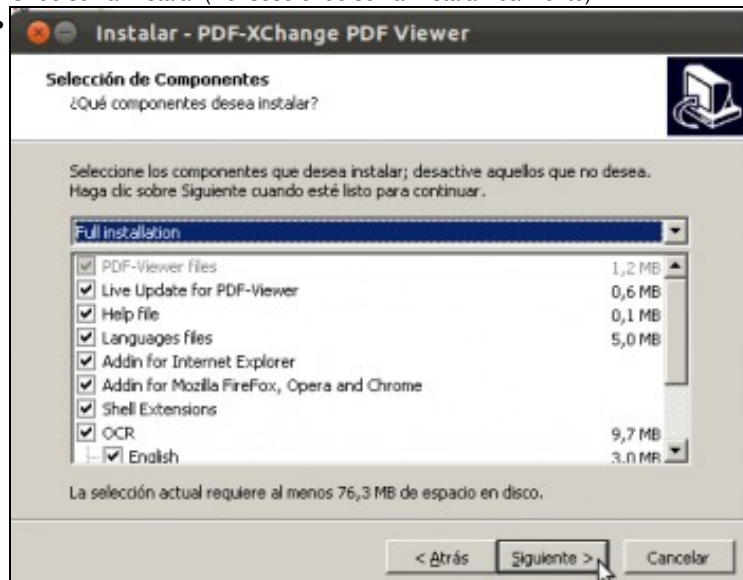 Instalar - PDF-XChange PDF Viewer
Selección de Componentes
¿Qué componentes desea instalar?
Seleccione los componentes que desea instalar; desactive aquellos que no desea.
Haga clic sobre Siguiente cuando esté listo para continuar.
Full installation
PDF-Viewer files 1,2 MB
Live Update for PDF-Viewer 0,6 MB
Help file 0,1 MB
Languages files 5,0 MB
Addin for Internet Explorer
Addin for Mozilla FireFox, Opera and Chrome
Shell Extensions
OCR 9,7 MB
English 3,0 MB
La selección actual requiere al menos 76,3 MB de espacio en disco.
< Atrás Siguiente > Cancelar